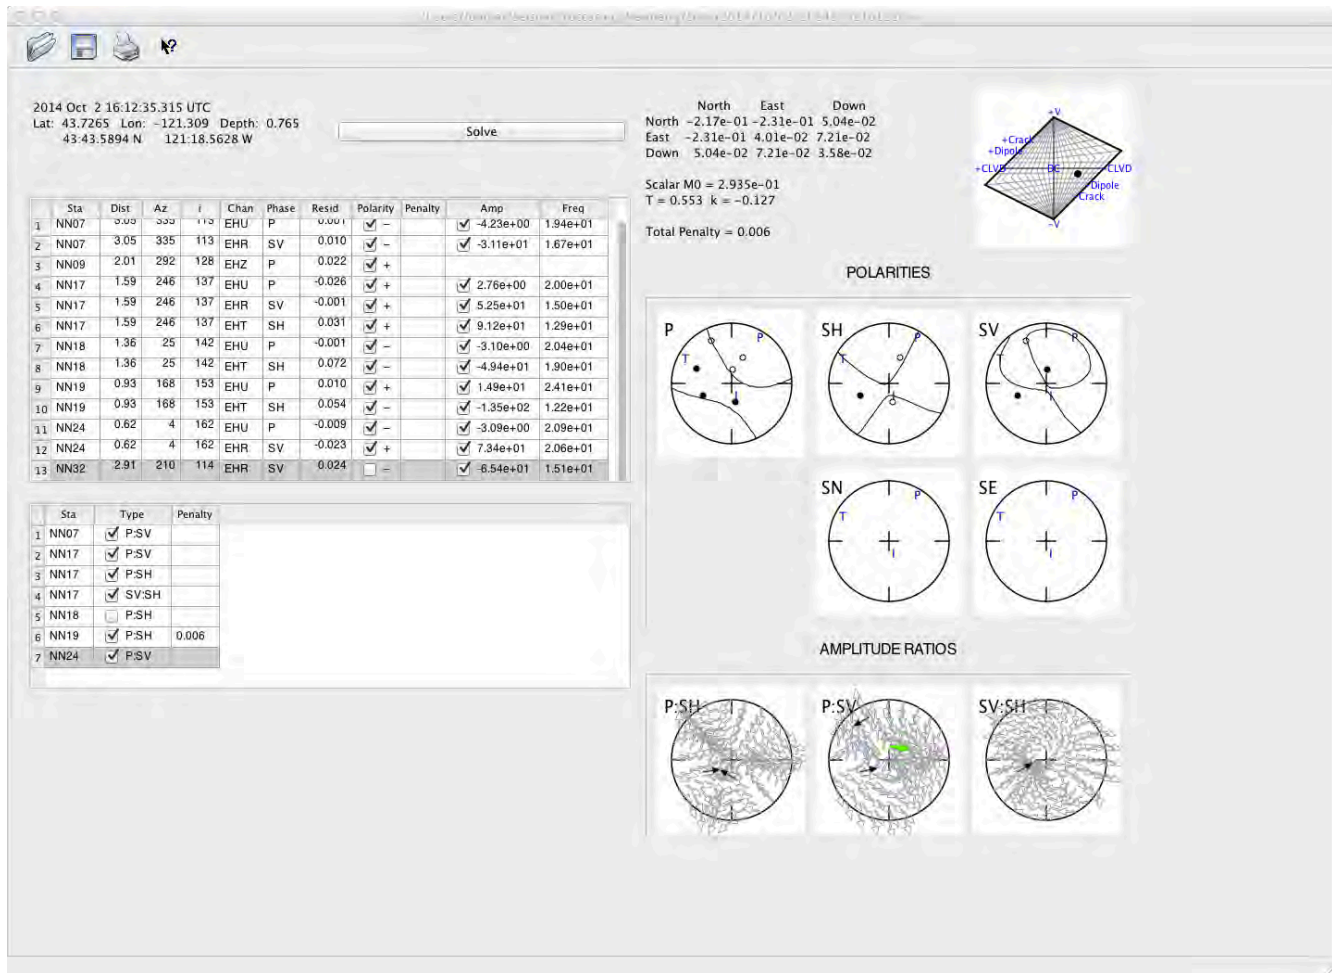 2014 Oct 2 16:12:35.315 UTC
Lat: 43.7265 Lon: -121.309 Depth: 0.765
43:43.5894 N 121:18.5628 W
Solve
Sta Dist Az i Chan Phase Resid Polarity Penalty Amp Freq
1 NN07 3.05 335 113 EHU P 0.001 - -4.23e+00 1.94e+01
2 NN07 3.05 335 113 EHR SV 0.010 - -3.11e+01 1.67e+01
3 NN09 2.01 292 128 EHZ P 0.022 +
4 NN17 1.59 246 137 EHU P -0.026 + 2.76e+00 2.00e+01
5 NN17 1.59 246 137 EHR SV -0.001 + 5.25e+01 1.50e+01
6 NN17 1.59 246 137 EHT SH 0.031 + 9.12e+01 1.29e+01
7 NN18 1.36 25 142 EHU P -0.001 - -3.10e+00 2.04e+01
8 NN18 1.36 25 142 EHT SH 0.072 - -4.94e+01 1.90e+01
9 NN19 0.93 168 153 EHU P 0.010 + 1.49e+01 2.41e+01
10 NN19 0.93 168 153 EHT SH 0.054 - -1.35e+02 1.22e+01
11 NN24 0.62 4 162 EHU P -0.009 - -3.09e+00 2.09e+01
12 NN24 0.62 4 162 EHR SV -0.023 + 7.34e+01 2.06e+01
13 NN32 2.91 210 114 EHR SV 0.024 - -6.54e+01 1.51e+01
Sta Type Penalty
1 NN07 P:SV
2 NN17 P:SV
3 NN17 P:SH
4 NN17 SV:SH
5 NN18 P:SH
6 NN19 P:SH 0.006
7 NN24 P:SV
North East Down
North -2.17e-01 -2.31e-01 5.04e-02
East -2.31e-01 4.01e-02 7.21e-02
Down 5.04e-02 7.21e-02 3.58e-02
Scalar M0 = 2.935e-01
T = 0.553 k = -0.127
Total Penalty = 0.006
+V
+Crack
+Dipole
+CLVD DC -CLVD
Dipole
Crack
-V
POLARITIES
P P T I
SH P T I
SV P T I
SN P T I
SE P T I
AMPLITUDE RATIOS
P:SH P:SV SV:SH